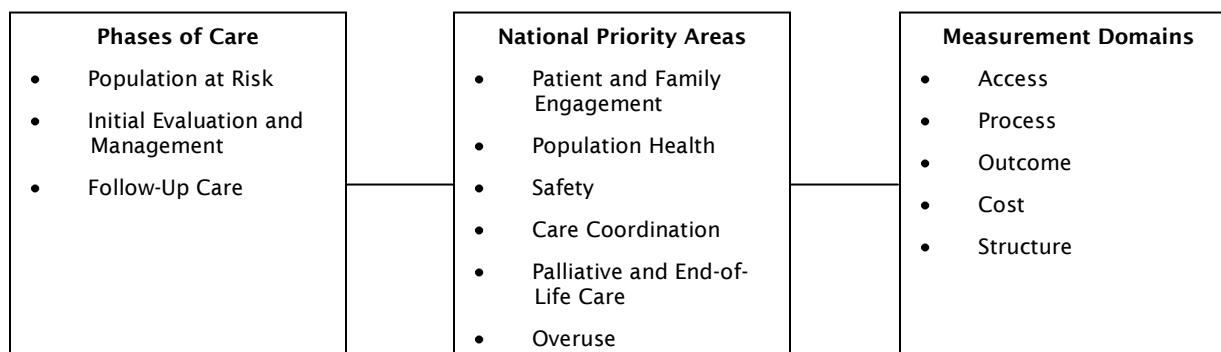 Phases of Care
• Population at Risk
• Initial Evaluation and
Management
• Follow-Up Care
National Priority Areas
• Patient and Family
Engagement
• Population Health
• Safety
• Care Coordination
• Palliative and End-of-
Life Care
• Overuse
Measurement Domains
• Access
• Process
• Outcome
• Cost
• Structure